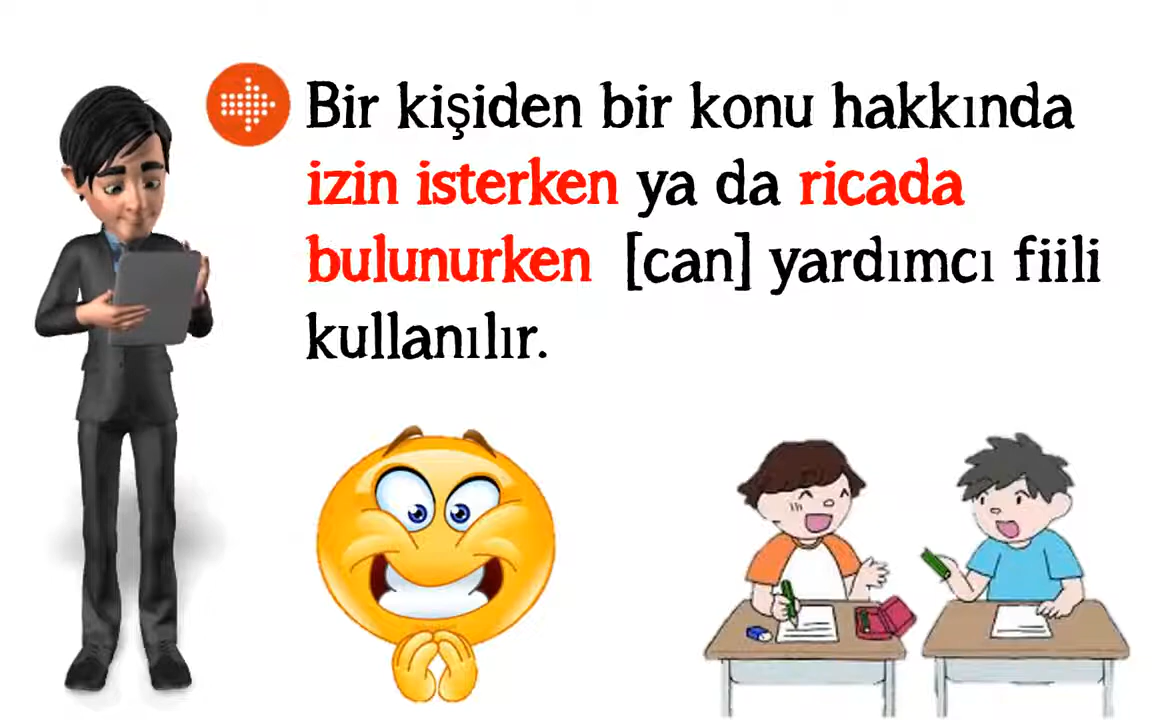 Bir kişiden bir konu hakkında
izin isterken ya da ricada
bulunurken [can] yardımcı fiili
kullanılır.